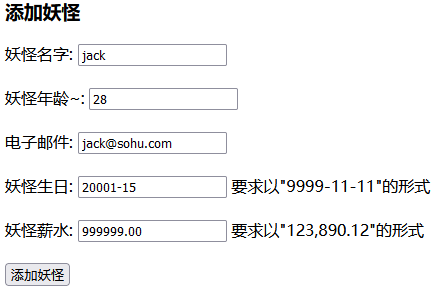 添加妖怪
妖怪名字: jack
妖怪年龄~: 28
电子邮件: jack@sohu.com
妖怪生日: 20001-15 要求以"9999-11-11"的形式
妖怪薪水: 999999.00 要求以"123,890.12"的形式
添加妖怪